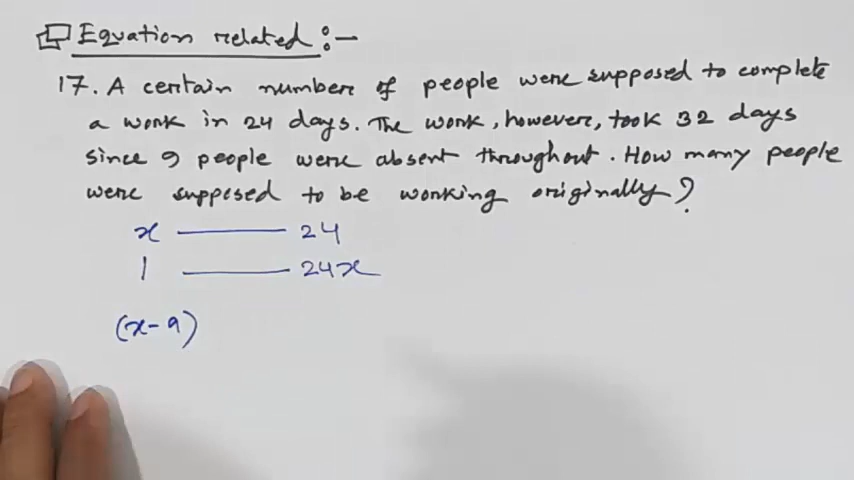 Equation related :-
17. A certain number of people were supposed to complete
a work in 24 days. The work, however, took 32 days
since 9 people were absent throughout. How many people
were supposed to be working originally?
x — 24
1 — 24x
(x-9)